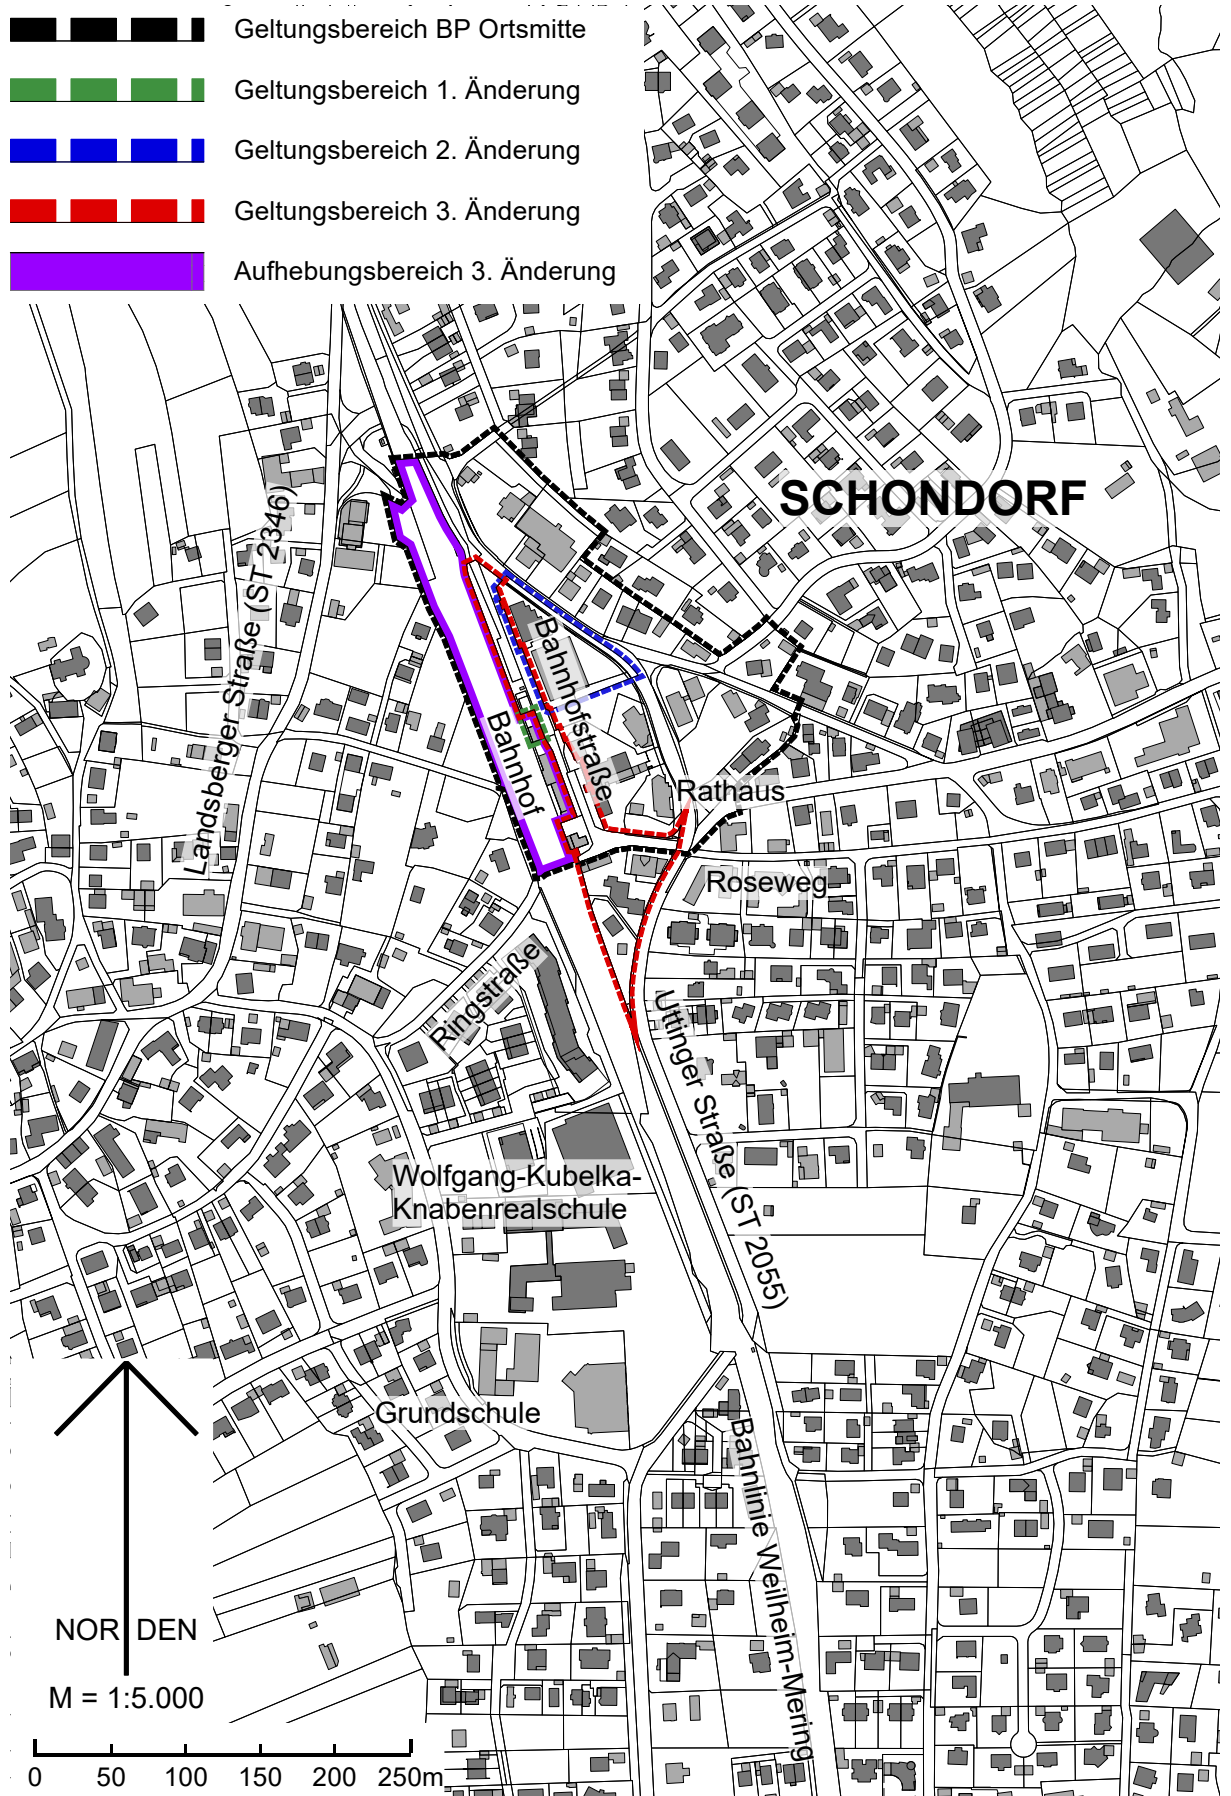 Geltungsbereich BP Ortsmitte
Geltungsbereich 1. Änderung
Geltungsbereich 2. Änderung
Geltungsbereich 3. Änderung
Aufhebungsbereich 3. Änderung
SCHONDORF
Landsberger Straße (ST 2346)
Bahnhofstraße
Bahnhof
Rathaus
Roseweg
Ringstraße
Uttinger Straße (ST 2055)
Wolfgang-Kubelka-
Knabenrealschule
Grundschule
Bahnlinie Weilheim-Mering
NORDEN
M = 1:5.000
0 50 100 150 200 250m